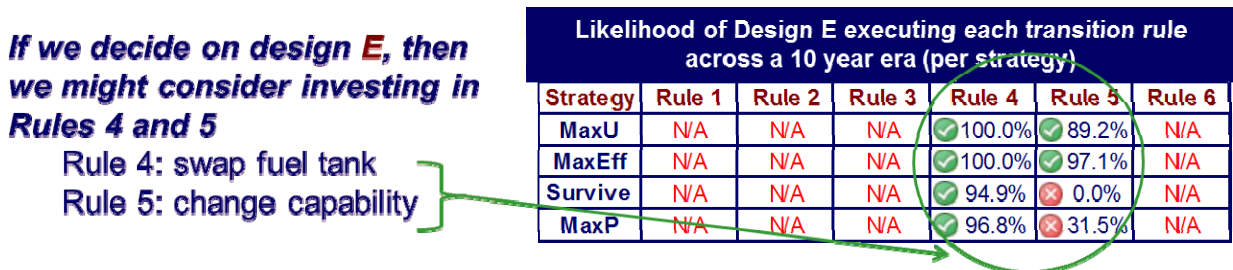 If we decide on design E, then
we might consider investing in
Rules 4 and 5
Rule 4: swap fuel tank
Rule 5: change capability
Likelihood of Design E executing each transition rule
across a 10 year era (per strategy)
Strategy Rule 1 Rule 2 Rule 3 Rule 4 Rule 5 Rule 6
MaxU N/A N/A N/A 100.0% 89.2% N/A
MaxEff N/A N/A N/A 100.0% 97.1% N/A
Survive N/A N/A N/A 94.9% 0.0% N/A
MaxP N/A N/A N/A 96.8% 31.5% N/A